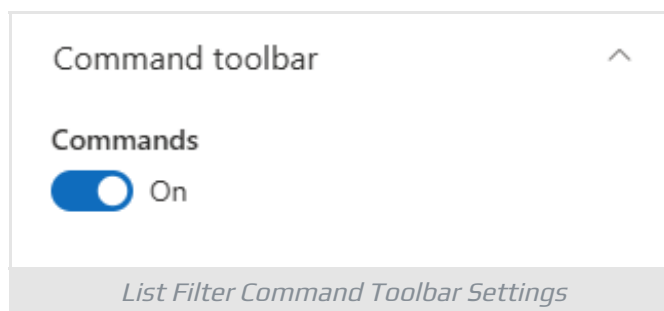 Command toolbar
Commands
On
List Filter Command Toolbar Settings